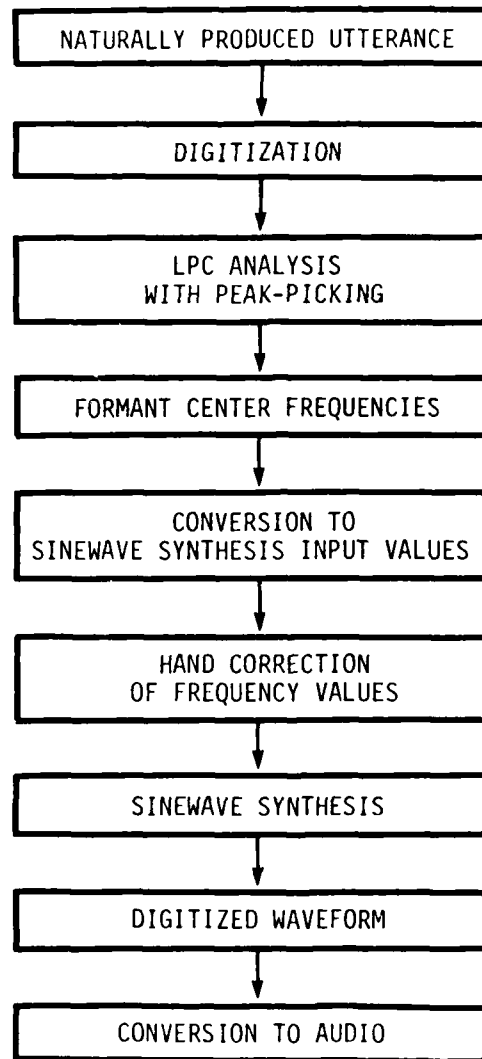 NATURALLY PRODUCED UTTERANCE
DIGITIZATION
LPC ANALYSIS
WITH PEAK-PICKING
FORMANT CENTER FREQUENCIES
CONVERSION TO
SINEWAVE SYNTHESIS INPUT VALUES
HAND CORRECTION
OF FREQUENCY VALUES
SINEWAVE SYNTHESIS
DIGITIZED WAVEFORM
CONVERSION TO AUDIO